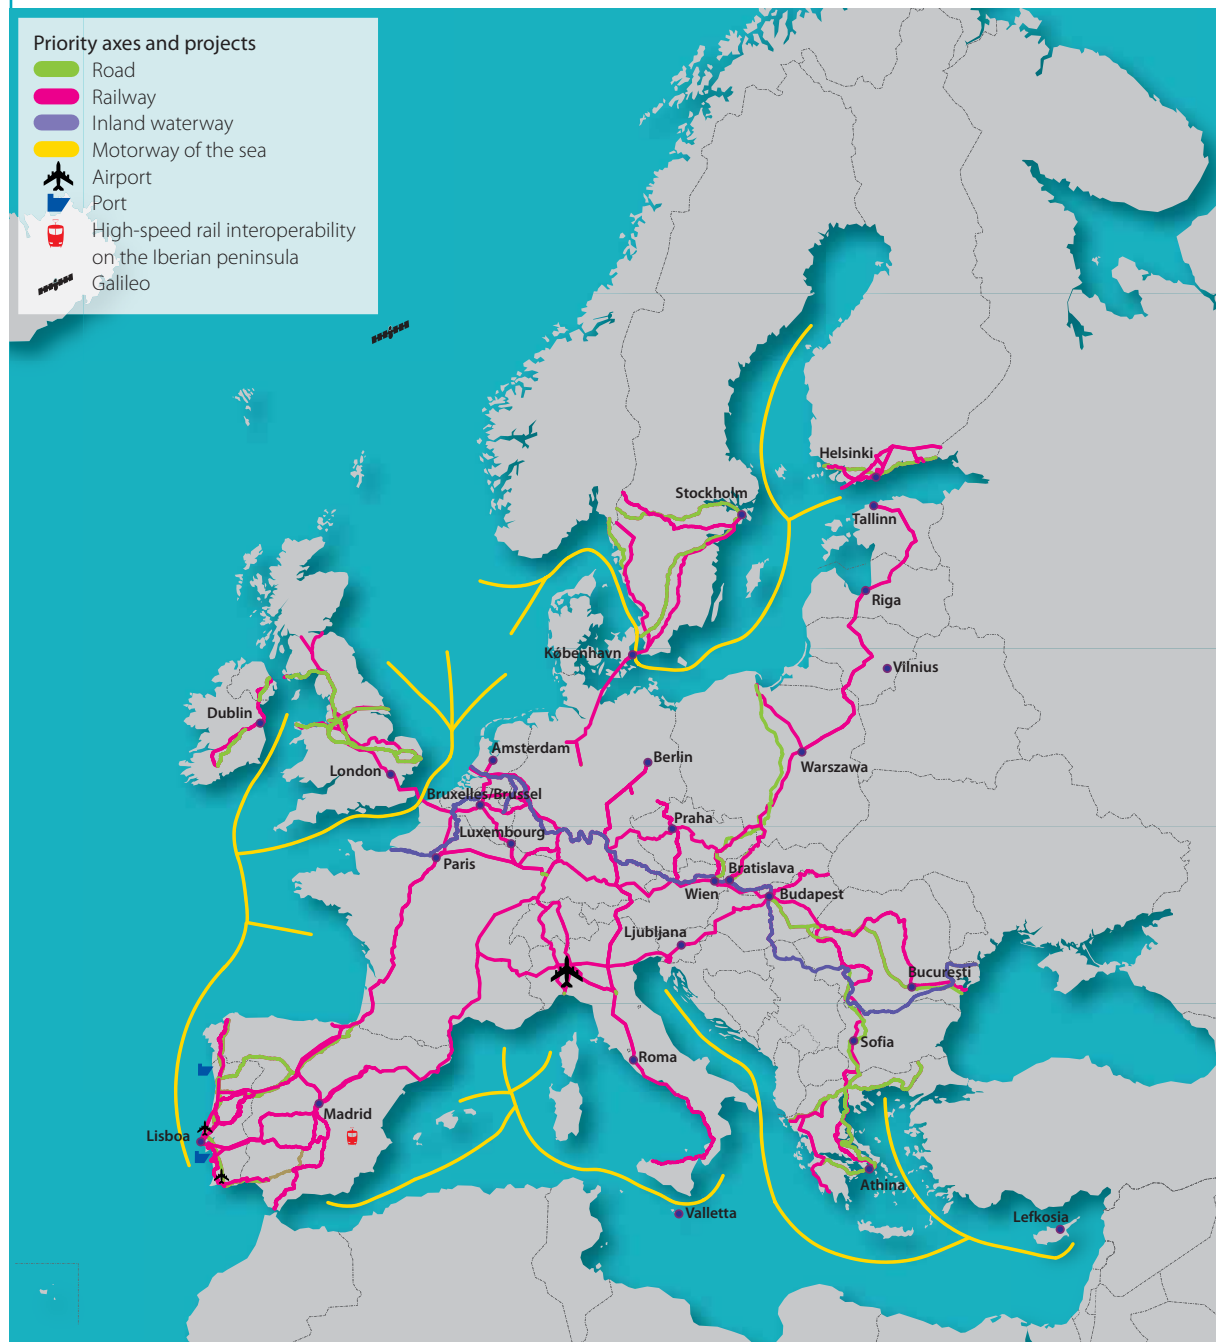 Priority axes and projects
Road
Railway
Inland waterway
Motorway of the sea
Airport
Port
High-speed rail interoperability
on the Iberian peninsula
Galileo
Helsinki
Stockholm
Tallinn
Riga
København
Vilnius
Dublin
Amsterdam
Berlin
London
Warszawa
Bruxelles/Brussel
Praha
Luxembourg
Paris
Bratislava
Wien
Budapest
Ljubljana
Bucureşti
Sofia
Roma
Madrid
Lisboa
Athina
Valletta
Lefkosia